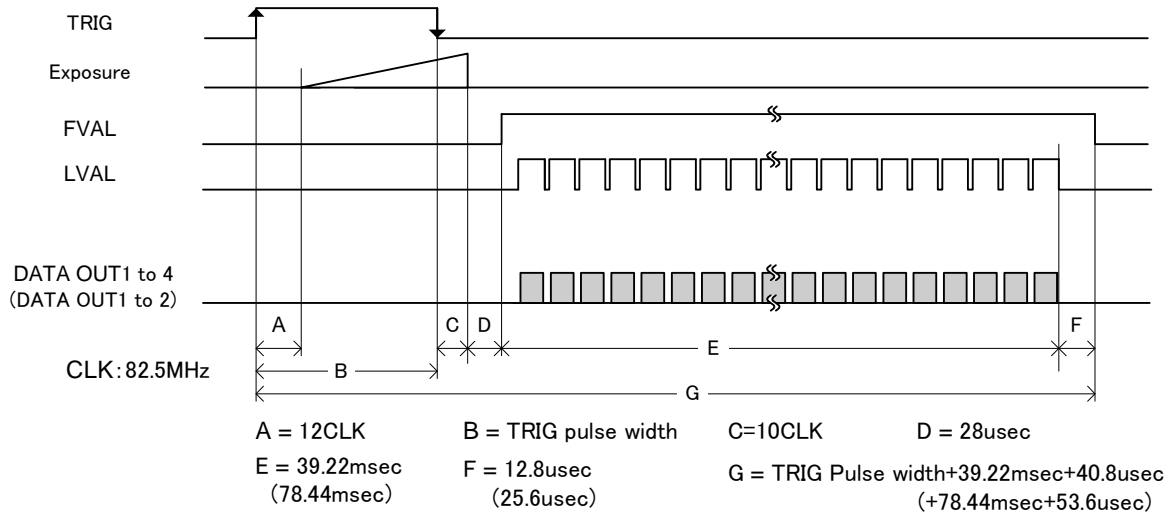 TRIG
Exposure
FVAL
LVAL
DATA OUT1 to 4
(DATA OUT1 to 2)
A
C
D
F
E
CLK:82.5MHz
B
G
A = 12CLK
B = TRIG pulse width
C=10CLK
D = 28usec
E = 39.22msec
(78.44msec)
F = 12.8usec
(25.6usec)
G = TRIG Pulse width+39.22msec+40.8usec
(+78.44msec+53.6usec)